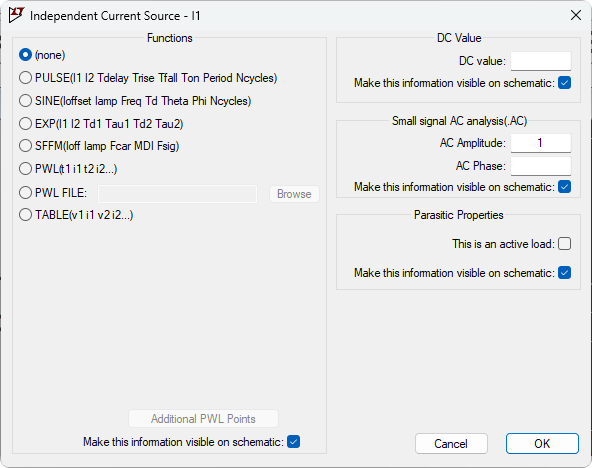 Independent Current Source - I1
Functions
(none)
PULSE(I1 I2 Tdelay Trise Tfall Ton Period Ncycles)
SINE(Ioffset Iamp Freq Td Theta Phi Ncycles)
EXP(I1 I2 Td1 Tau1 Td2 Tau2)
SFFM(Ioff Iamp Fcar MDI Fsig)
PWL(t1 i1 t2 i2...)
PWL FILE:
Browse
TABLE(v1 i1 v2 i2...)
Additional PWL Points
Make this information visible on schematic:
DC Value
DC value:
Make this information visible on schematic:
Small signal AC analysis(.AC)
AC Amplitude: 1
AC Phase:
Make this information visible on schematic:
Parasitic Properties
This is an active load:
Make this information visible on schematic:
Cancel
OK